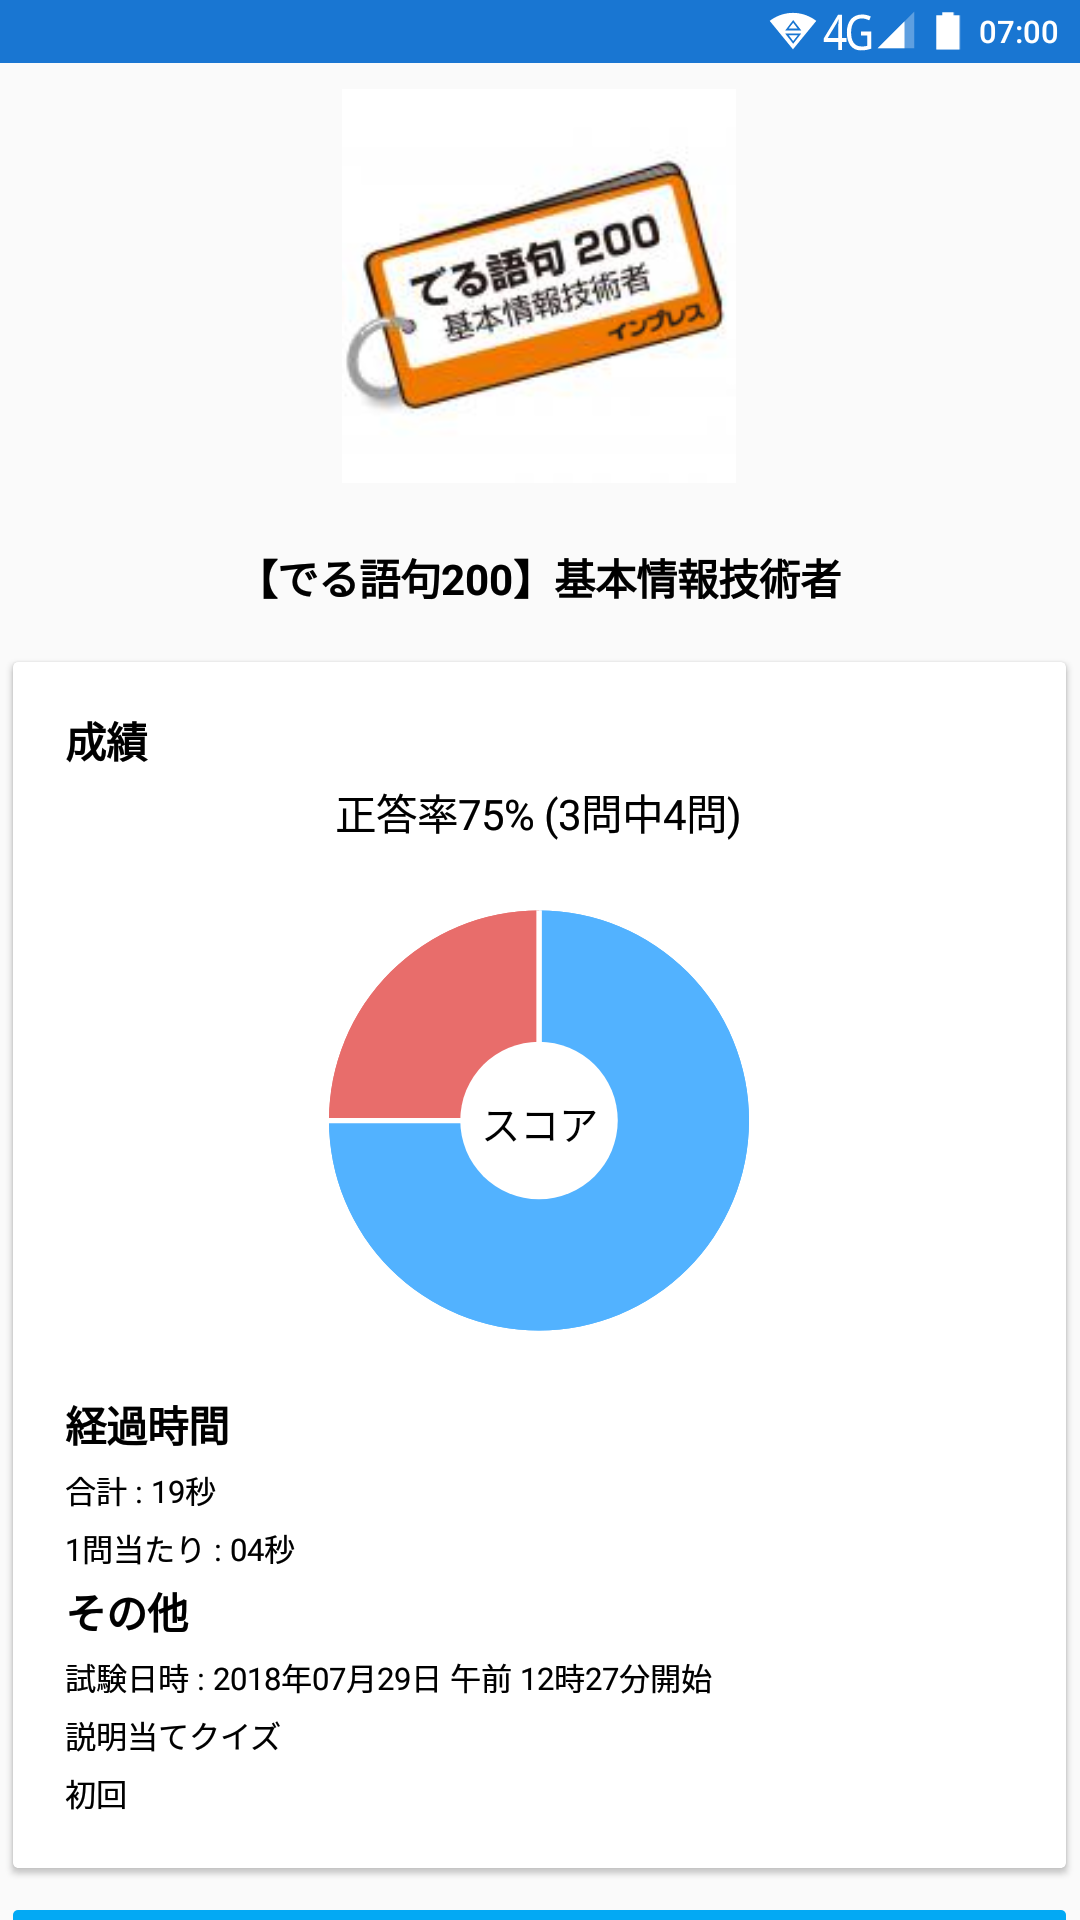 4G 07:00
でる語句 200
基本情報技術者
インプレス
【でる語句200】基本情報技術者
成績
正答率75% (3問中4問)
スコア
経過時間
合計 : 19秒
1問当たり : 04秒
その他
試験日時 : 2018年07月29日 午前 12時27分開始
説明当てクイズ
初回